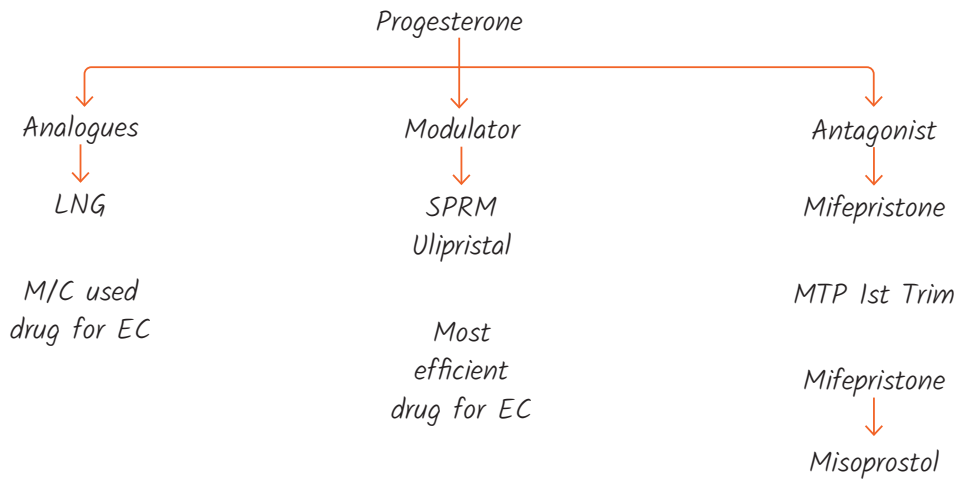 Progesterone
Analogues
LNG
M/C used
drug for EC
Modulator
SPRM
Ulipristal
Most
efficient
drug for EC
Antagonist
Mifepristone
MTP 1st Trim
Mifepristone
Misoprostol